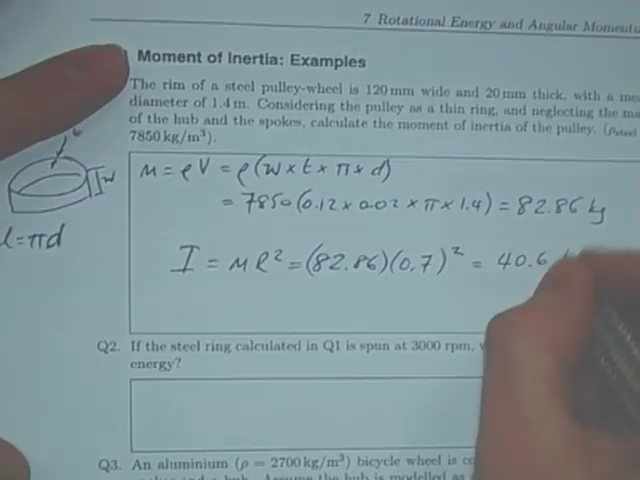 7 Rotational Energy and Angular Momentu
Moment of Inertia: Examples
The rim of a steel pulley-wheel is 120 mm wide and 20 mm thick, with a mea
diameter of 1.4 m. Considering the pulley as a thin ring, and neglecting the ma
of the hub and the spokes, calculate the moment of inertia of the pulley. (ρsteel
7850 kg/m³).
M = ρV = ρ(w × t × π × d)
= 7850(0.12 × 0.02 × π × 1.4) = 82.86 kg
t
w
l = πd
I = MR² = (82.86)(0.7)² = 40.6
Q2. If the steel ring calculated in Q1 is spun at 3000 rpm,
energy?
Q3. An aluminium (ρ = 2700 kg/m³) bicycle wheel is co